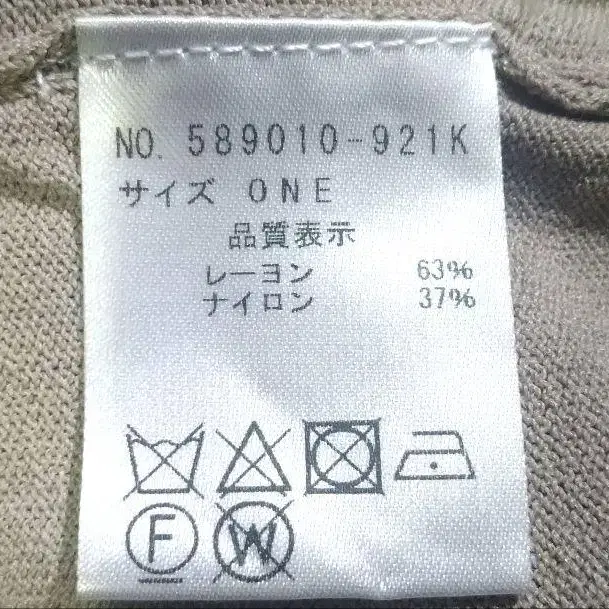 NO. 589010-921K
サイズ ONE
品質表示
レーヨン 63%
ナイロン 37%
F W